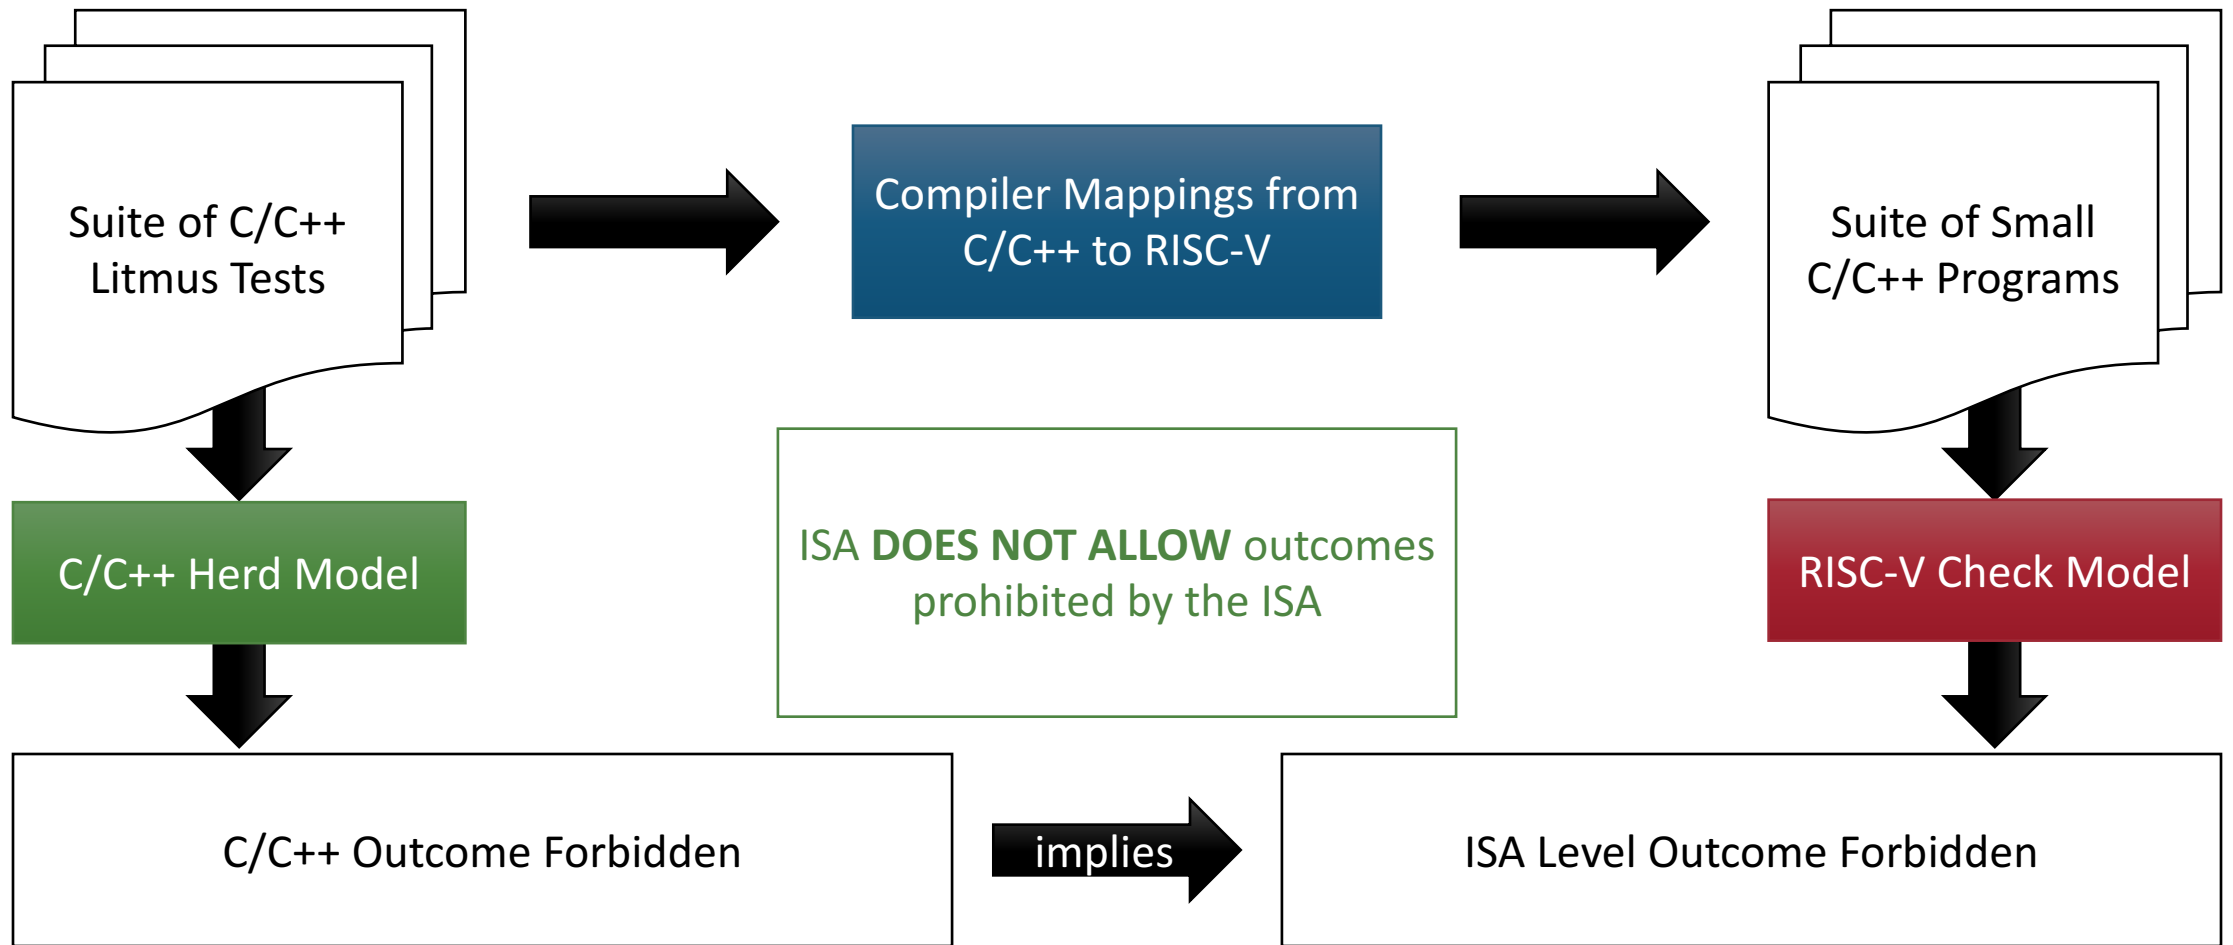 Suite of C/C++
Litmus Tests
Compiler Mappings from
C/C++ to RISC-V
Suite of Small
C/C++ Programs
C/C++ Herd Model
ISA DOES NOT ALLOW outcomes
prohibited by the ISA
RISC-V Check Model
C/C++ Outcome Forbidden
implies
ISA Level Outcome Forbidden